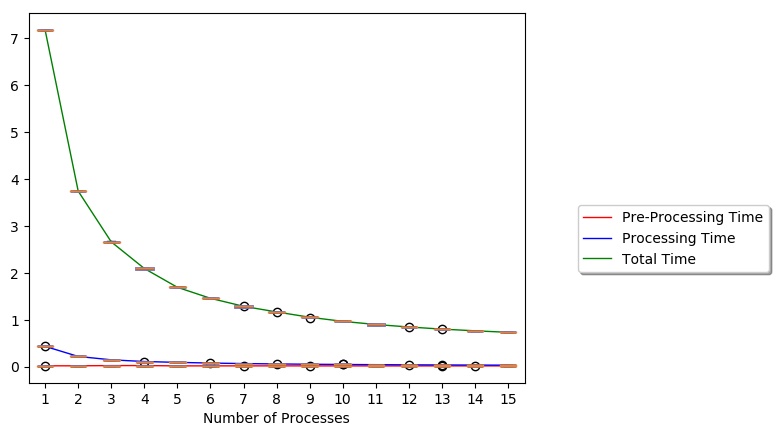 7
6
5
4
3
2
1
0
1 2 3 4 5 6 7 8 9 10 11 12 13 14 15
Number of Processes
Pre-Processing Time
Processing Time
Total Time